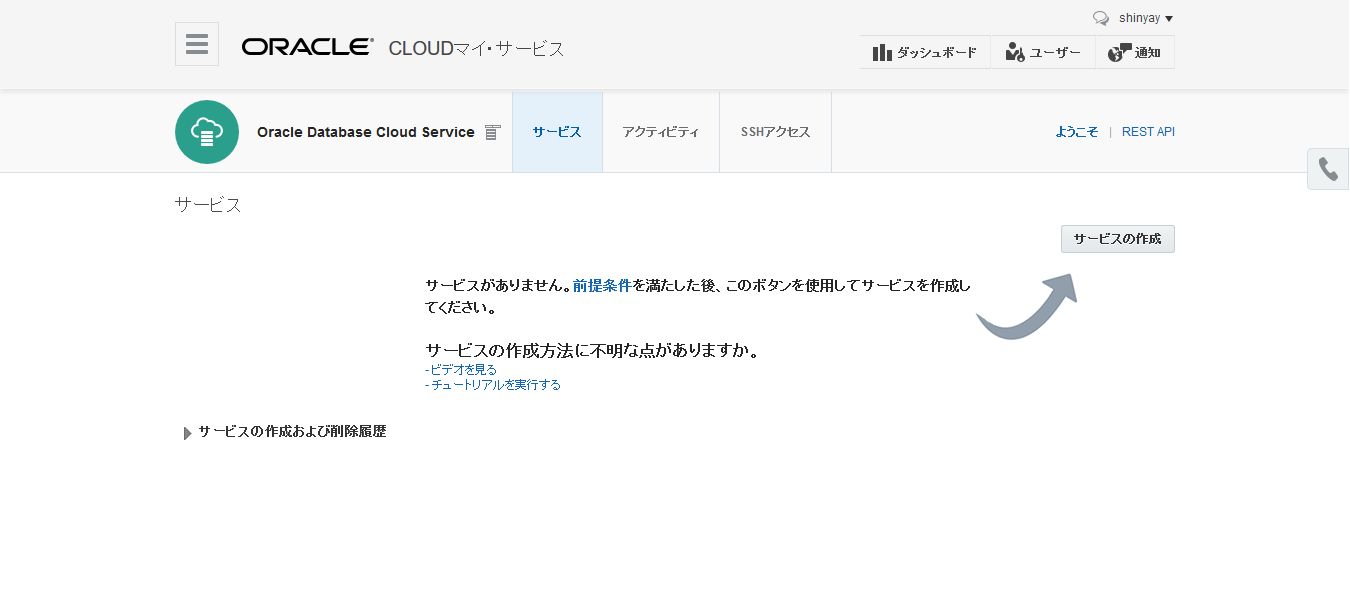 shinyay
ORACLE CLOUDマイ・サービス
ダッシュボード ユーザー 通知
Oracle Database Cloud Service サービス アクティビティ SSHアクセス ようこそ | REST API
サービス
サービスの作成
サービスがありません。前提条件を満たした後、このボタンを使用してサービスを作成し
てください。
サービスの作成方法に不明な点がありますか。
-ビデオを見る
-チュートリアルを実行する
サービスの作成および削除履歴